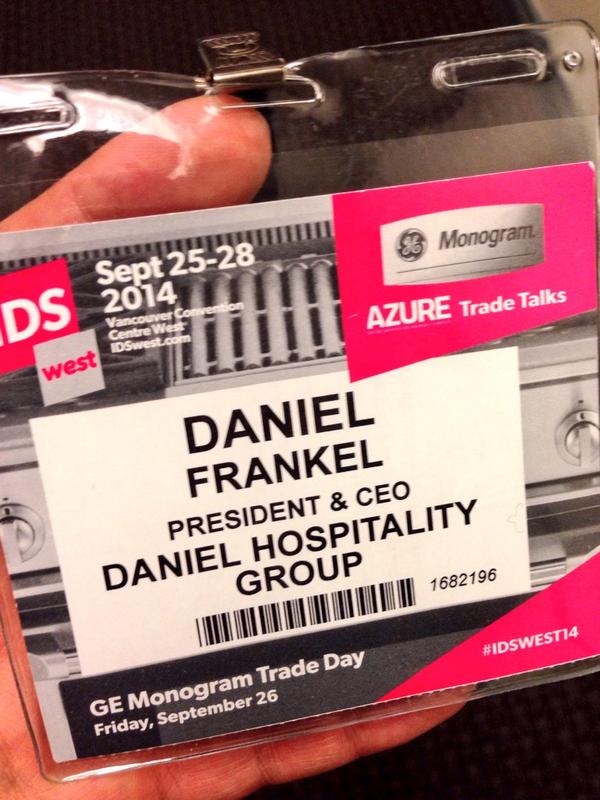 IDS
west
Sept 25-28
2014
Vancouver Convention
Centre West
IDSwest.com
GE Monogram.
AZURE Trade Talks
DANIEL
FRANKEL
PRESIDENT & CEO
DANIEL HOSPITALITY
GROUP
1682196
#IDSWEST14
GE Monogram Trade Day
Friday, September 26